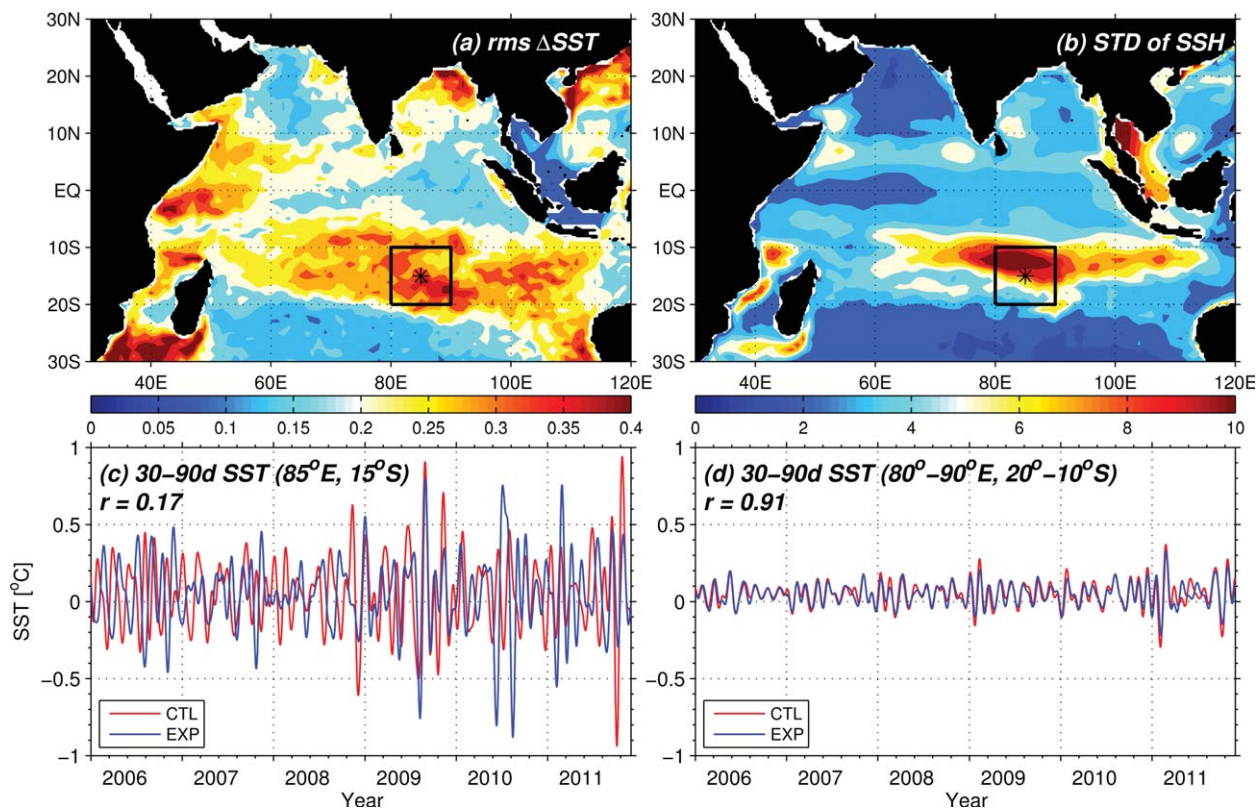 (a) rms ΔSST
(b) STD of SSH
30N
20N
10N
EQ
10S
20S
30S
40E 60E 80E 100E 120E
30N
20N
10N
EQ
10S
20S
30S
40E 60E 80E 100E 120E
0 0.05 0.1 0.15 0.2 0.25 0.3 0.35 0.4
0 2 4 6 8 10
(c) 30−90d SST (85°E, 15°S)
r = 0.17
SST [°C]
1
0.5
0
−0.5
−1
CTL
EXP
2006 2007 2008 2009 2010 2011
Year
(d) 30−90d SST (80°−90°E, 20°−10°S)
r = 0.91
1
0.5
0
−0.5
−1
CTL
EXP
2006 2007 2008 2009 2010 2011
Year